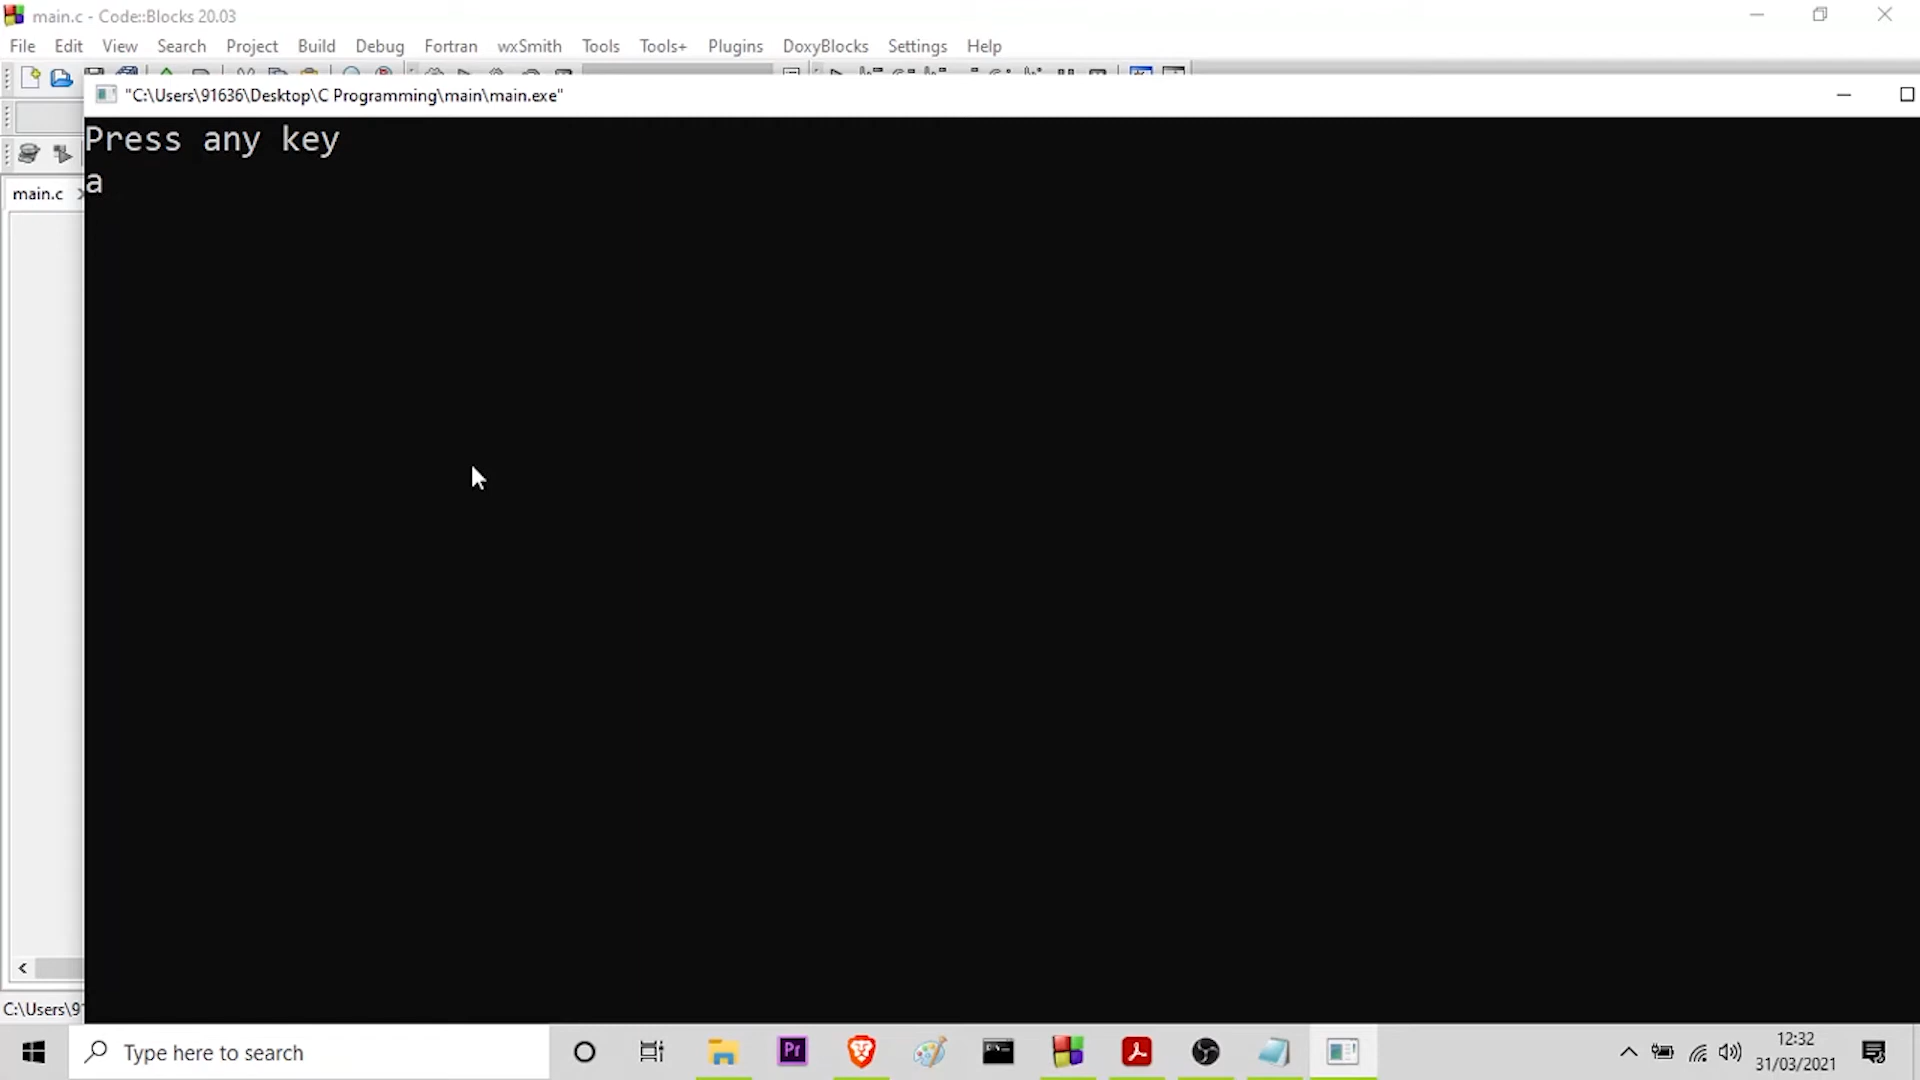 main.c - Code::Blocks 20.03
File Edit View Search Project Build Debug Fortran wxSmith Tools Tools+ Plugins DoxyBlocks Settings Help
"C:\Users\91636\Desktop\C Programming\main\main.exe"
Press any key
a
main.c
C:\Users\9
Type here to search
Pr
12:32
31/03/2021